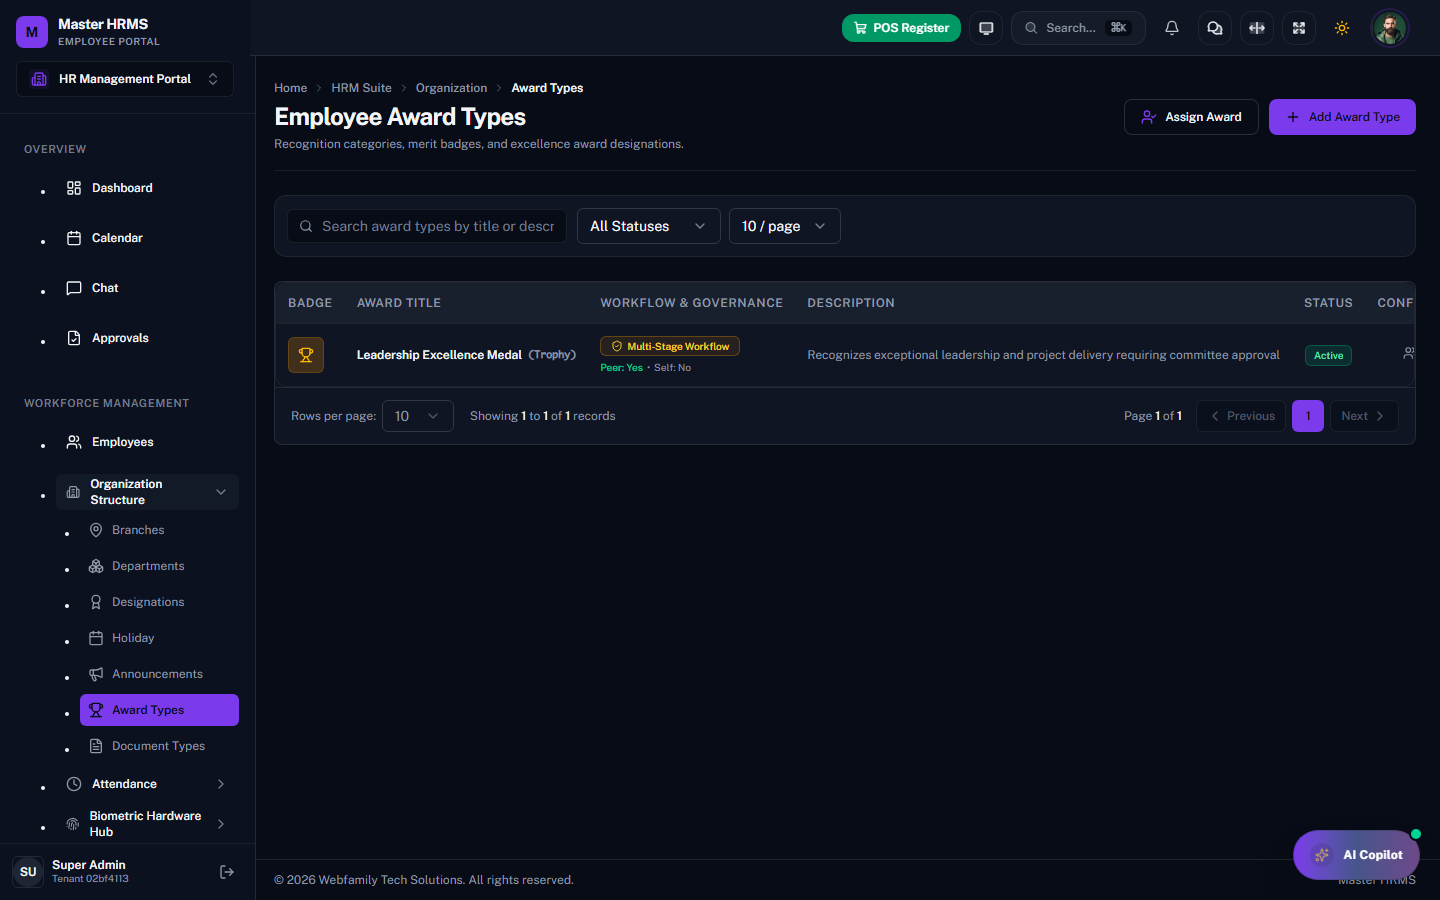 M
Master HRMS
EMPLOYEE PORTAL
HR Management Portal
POS Register
Search...
⌘K
OVERVIEW
Dashboard
Calendar
Chat
Approvals
WORKFORCE MANAGEMENT
Employees
Organization
Structure
Branches
Departments
Designations
Holiday
Announcements
Award Types
Document Types
Attendance
Biometric Hardware
Hub
SU
Super Admin
Tenant 02bf4113
Home
HRM Suite
Organization
Award Types
Employee Award Types
Recognition categories, merit badges, and excellence award designations.
Assign Award
Add Award Type
Search award types by title or descr
All Statuses
10 / page
BADGE
AWARD TITLE
WORKFLOW & GOVERNANCE
DESCRIPTION
STATUS
CONF
Leadership Excellence Medal (Trophy)
Multi-Stage Workflow
Peer: Yes • Self: No
Recognizes exceptional leadership and project delivery requiring committee approval
Active
Rows per page:
10
Showing 1 to 1 of 1 records
Page 1 of 1
Previous
1
Next
AI Copilot
© 2026 Webfamily Tech Solutions. All rights reserved.
Master HRMS